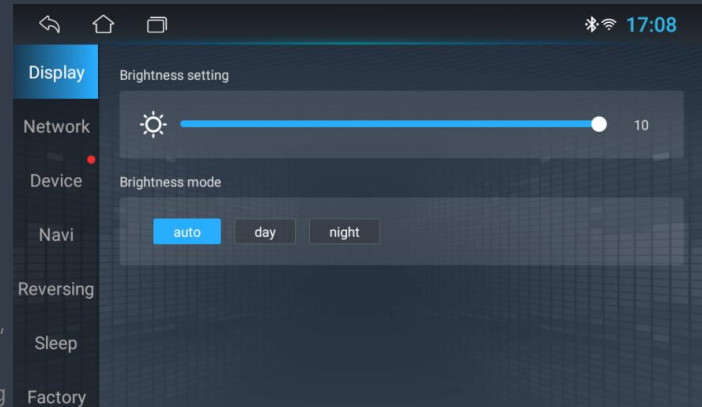 17:08
Display
Brightness setting
10
Network
Device
Brightness mode
auto day night
Navi
Reversing
Sleep
Factory